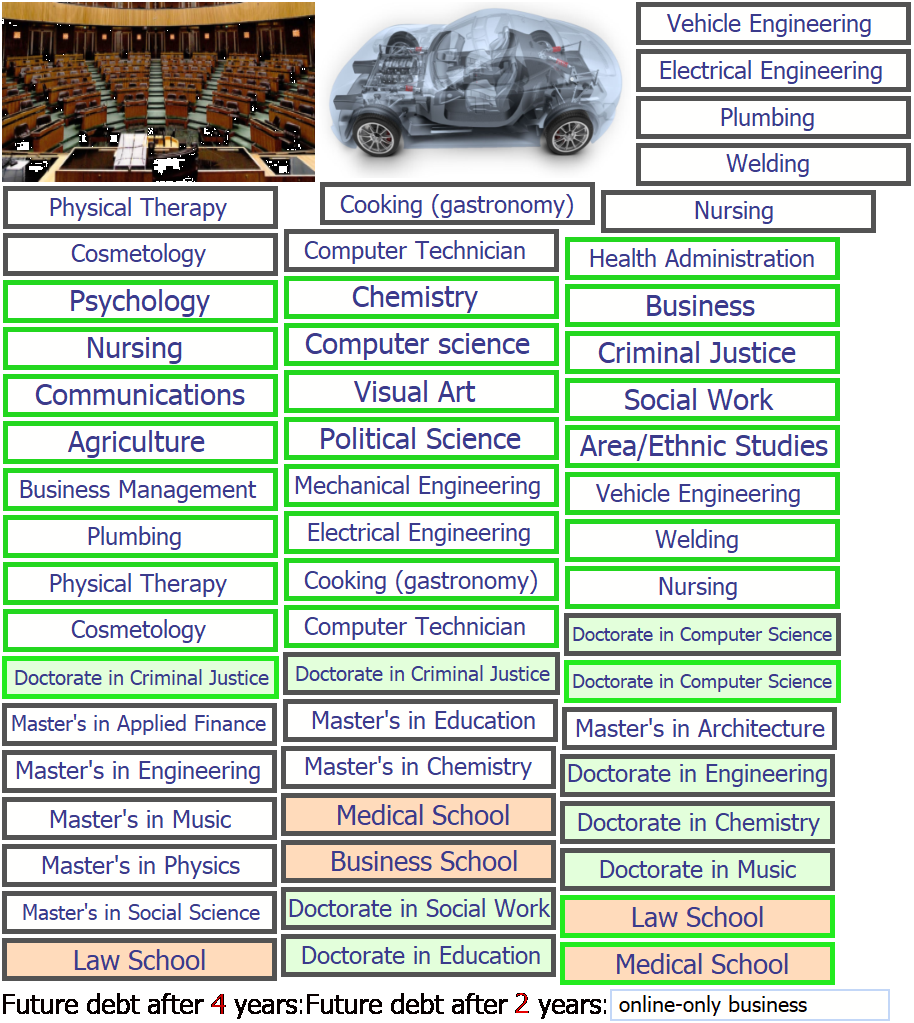 Vehicle Engineering
Electrical Engineering
Plumbing
Welding
Physical Therapy
Cooking (gastronomy)
Nursing
Cosmetology
Computer Technician
Health Administration
Psychology
Chemistry
Business
Nursing
Computer science
Criminal Justice
Communications
Visual Art
Social Work
Agriculture
Political Science
Area/Ethnic Studies
Business Management
Mechanical Engineering
Vehicle Engineering
Plumbing
Electrical Engineering
Welding
Physical Therapy
Cooking (gastronomy)
Nursing
Cosmetology
Computer Technician
Doctorate in Computer Science
Doctorate in Criminal Justice
Doctorate in Criminal Justice
Doctorate in Computer Science
Master's in Applied Finance
Master's in Education
Master's in Architecture
Master's in Engineering
Master's in Chemistry
Doctorate in Engineering
Master's in Music
Medical School
Doctorate in Chemistry
Master's in Physics
Business School
Doctorate in Music
Master's in Social Science
Doctorate in Social Work
Law School
Law School
Doctorate in Education
Medical School
Future debt after 4 years:
Future debt after 2 years:
online-only business